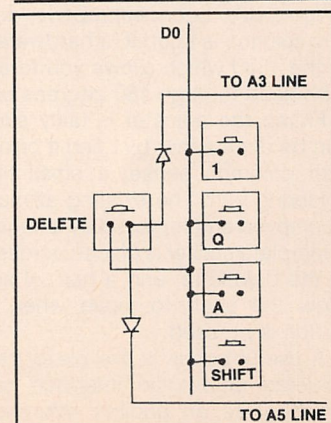 D0
TO A3 LINE
1
DELETE
Q
A
SHIFT
TO A5 LINE